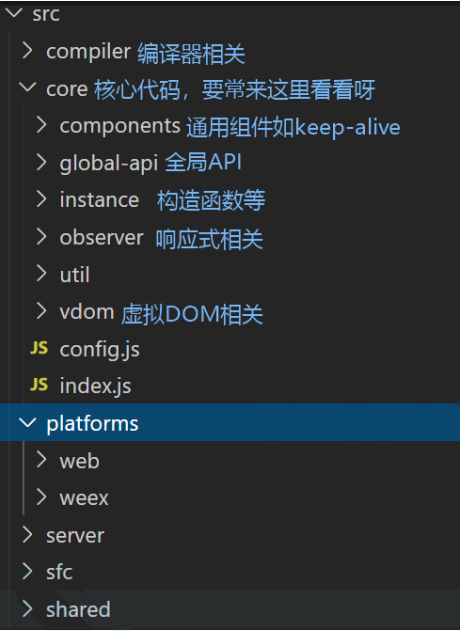 src
compiler 编译器相关
core 核心代码，要常来这里看看呀
components 通用组件如keep-alive
global-api 全局API
instance 构造函数等
observer 响应式相关
util
vdom 虚拟DOM相关
JS config.js
JS index.js
platforms
web
weex
server
sfc
shared